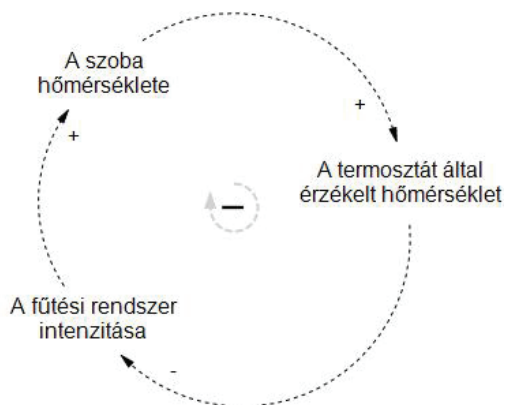 A szoba
hőmérséklete
+
A termosztát által
érzékelt hőmérséklet
+
–
A fűtési rendszer
intenzitása
-